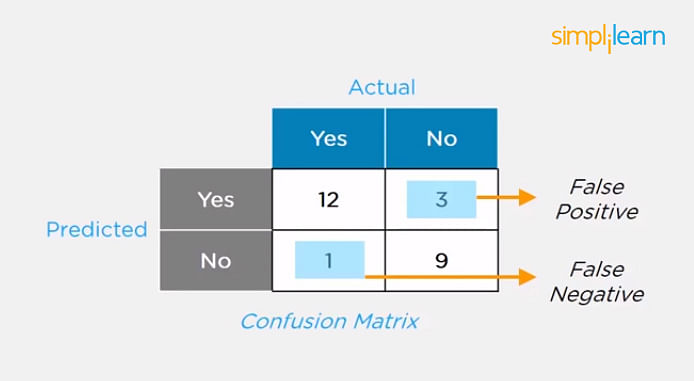 simplilearn
Actual
Yes No
Yes 12 3 False
Positive
Predicted
No 1 9 False
Negative
Confusion Matrix